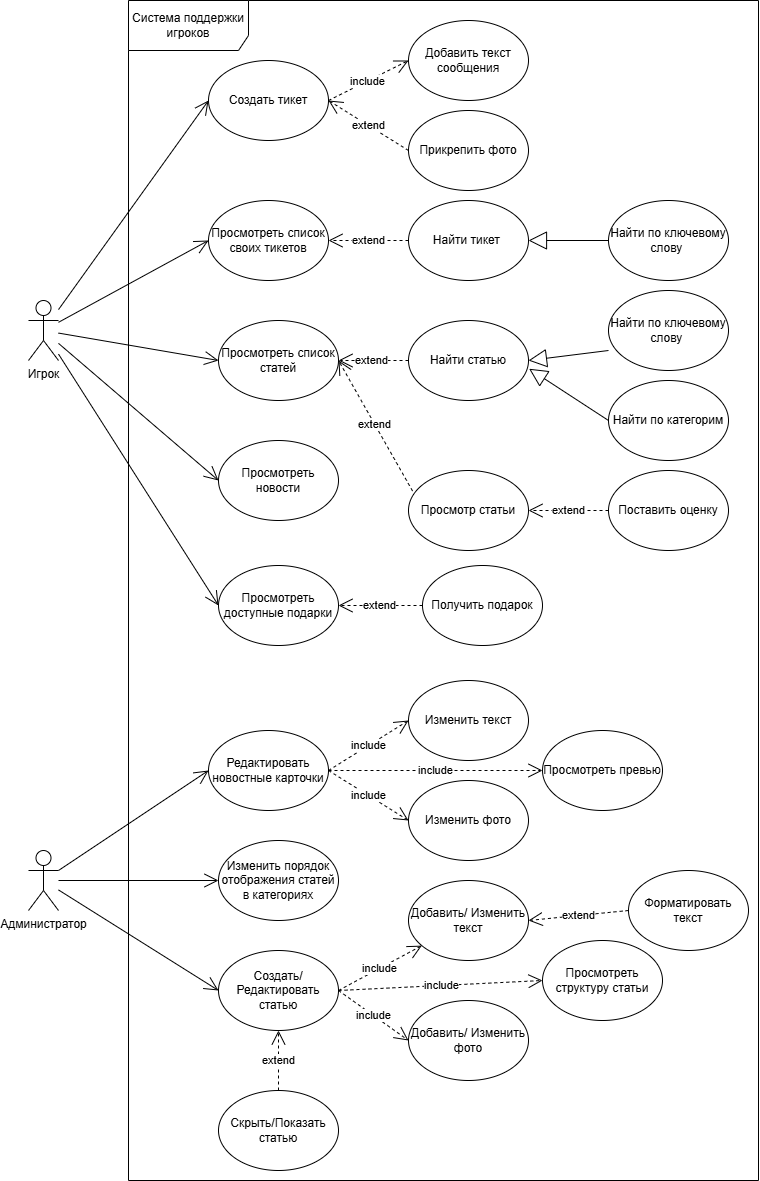 Система поддержки
игроков
Добавить текст
сообщения
include
Создать тикет
extend
Прикрепить фото
Просмотреть список
своих тикетов
extend
Найти тикет
Найти по ключевому
слову
Найти по ключевому
слову
Просмотреть список
статей
extend
Найти статью
Игрок
Найти по категорим
extend
Просмотреть
новости
Просмотр статьи
extend
Поставить оценку
Просмотреть
доступные подарки
extend
Получить подарок
Изменить текст
include
Редактировать
новостные карточки
include
Просмотреть превью
include
Изменить фото
Изменить порядок
отображения статей
в категориях
Администратор
Добавить/ Изменить
текст
extend
Форматировать
текст
include
Создать/
Редактировать
статью
include
Просмотреть
структуру статьи
include
Добавить/ Изменить
фото
extend
Скрыть/Показать
статью